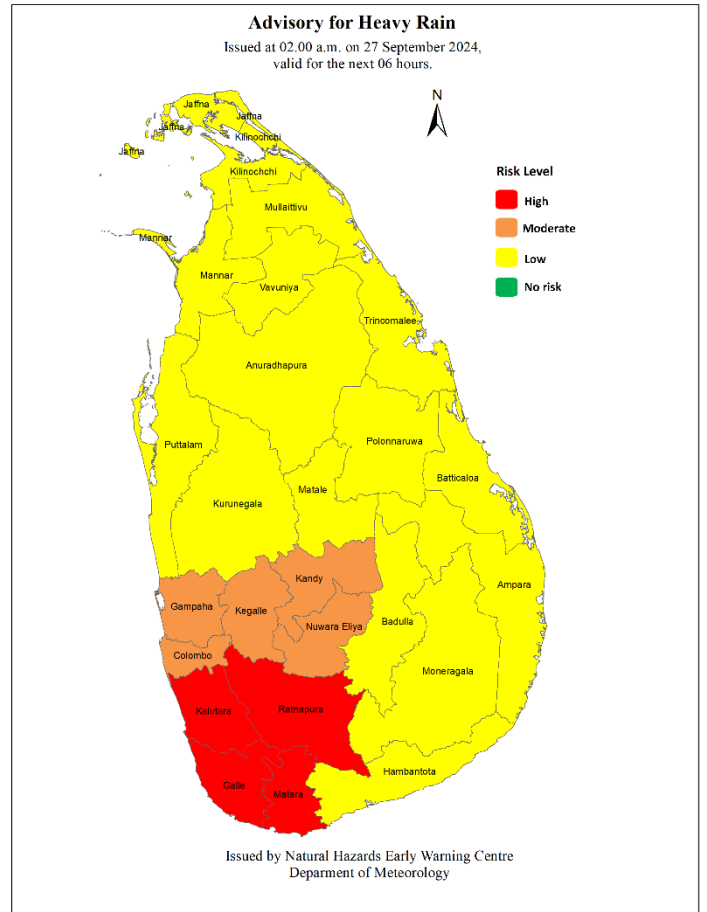 Advisory for Heavy Rain
Issued at 02.00 a.m. on 27 September 2024,
valid for the next 06 hours.
N
Jaffna
Jaffna
Jaffna
Kilinochchi
Jaffna
Kilinochchi
Risk Level
High
Moderate
Low
No risk
Mullaittivu
Mannar
Mannar
Vavuniya
Trincomalee
Anuradhapura
Puttalam
Polonnaruwa
Batticaloa
Matale
Kurunegala
Kandy
Ampara
Gampaha
Kegalle
Badulla
Nuwara Eliya
Colombo
Moneragala
Kalutara
Ratnapura
Hambantota
Galle
Matara
Issued by Natural Hazards Early Warning Centre
Deparment of Meteorology